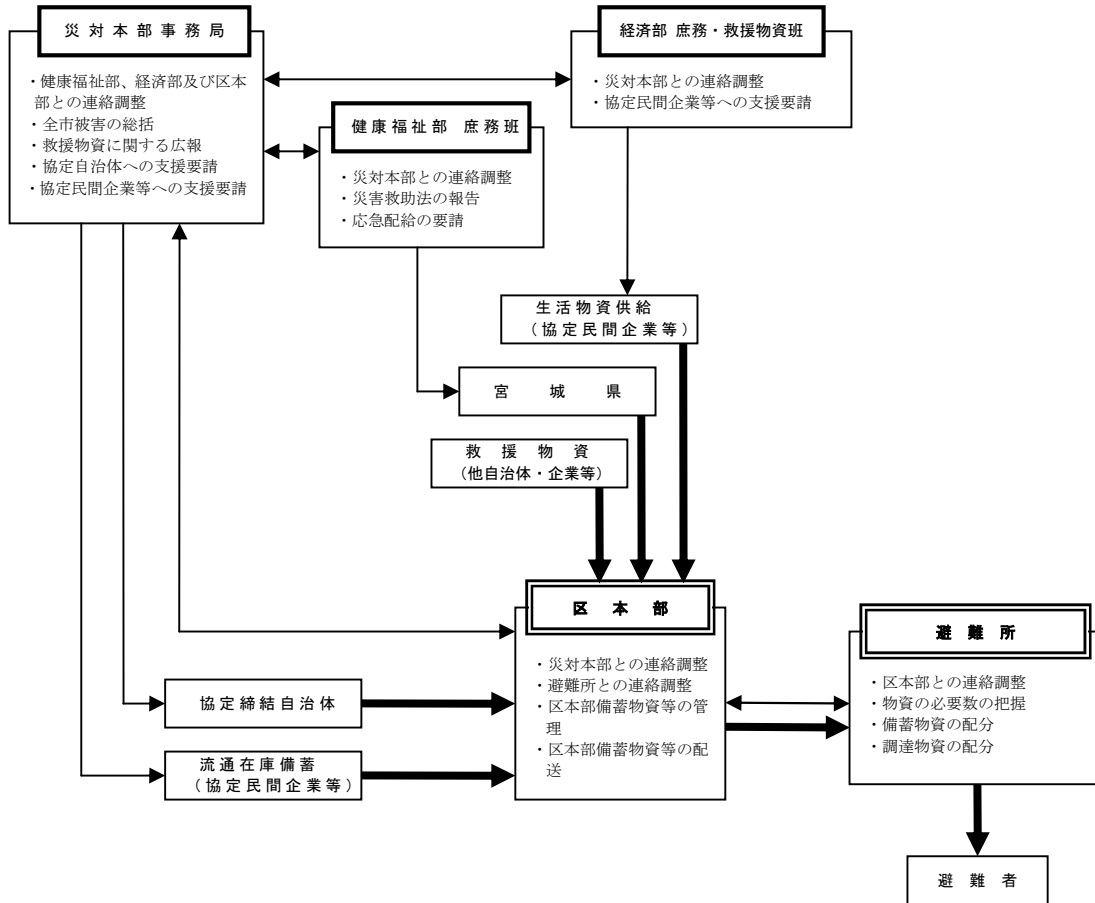 災対本部事務局
・健康福祉部、経済部及び区本
部との連絡調整
・全市被害の総括
・救援物資に関する広報
・協定自治体への支援要請
・協定民間企業等への支援要請
経済部 庶務・救援物資班
・災対本部との連絡調整
・協定民間企業等への支援要請
健康福祉部 庶務班
・災対本部との連絡調整
・災害救助法の報告
・応急配給の要請
生活物資供給
(協定民間企業等)
宮城県
救援物資
(他自治体・企業等)
区本部
・災対本部との連絡調整
・避難所との連絡調整
・区本部備蓄物資等の管
理
・区本部備蓄物資等の配
送
協定締結自治体
流通在庫備蓄
(協定民間企業等)
避難所
・区本部との連絡調整
・物資の必要数の把握
・備蓄物資の配分
・調達物資の配分
避難者